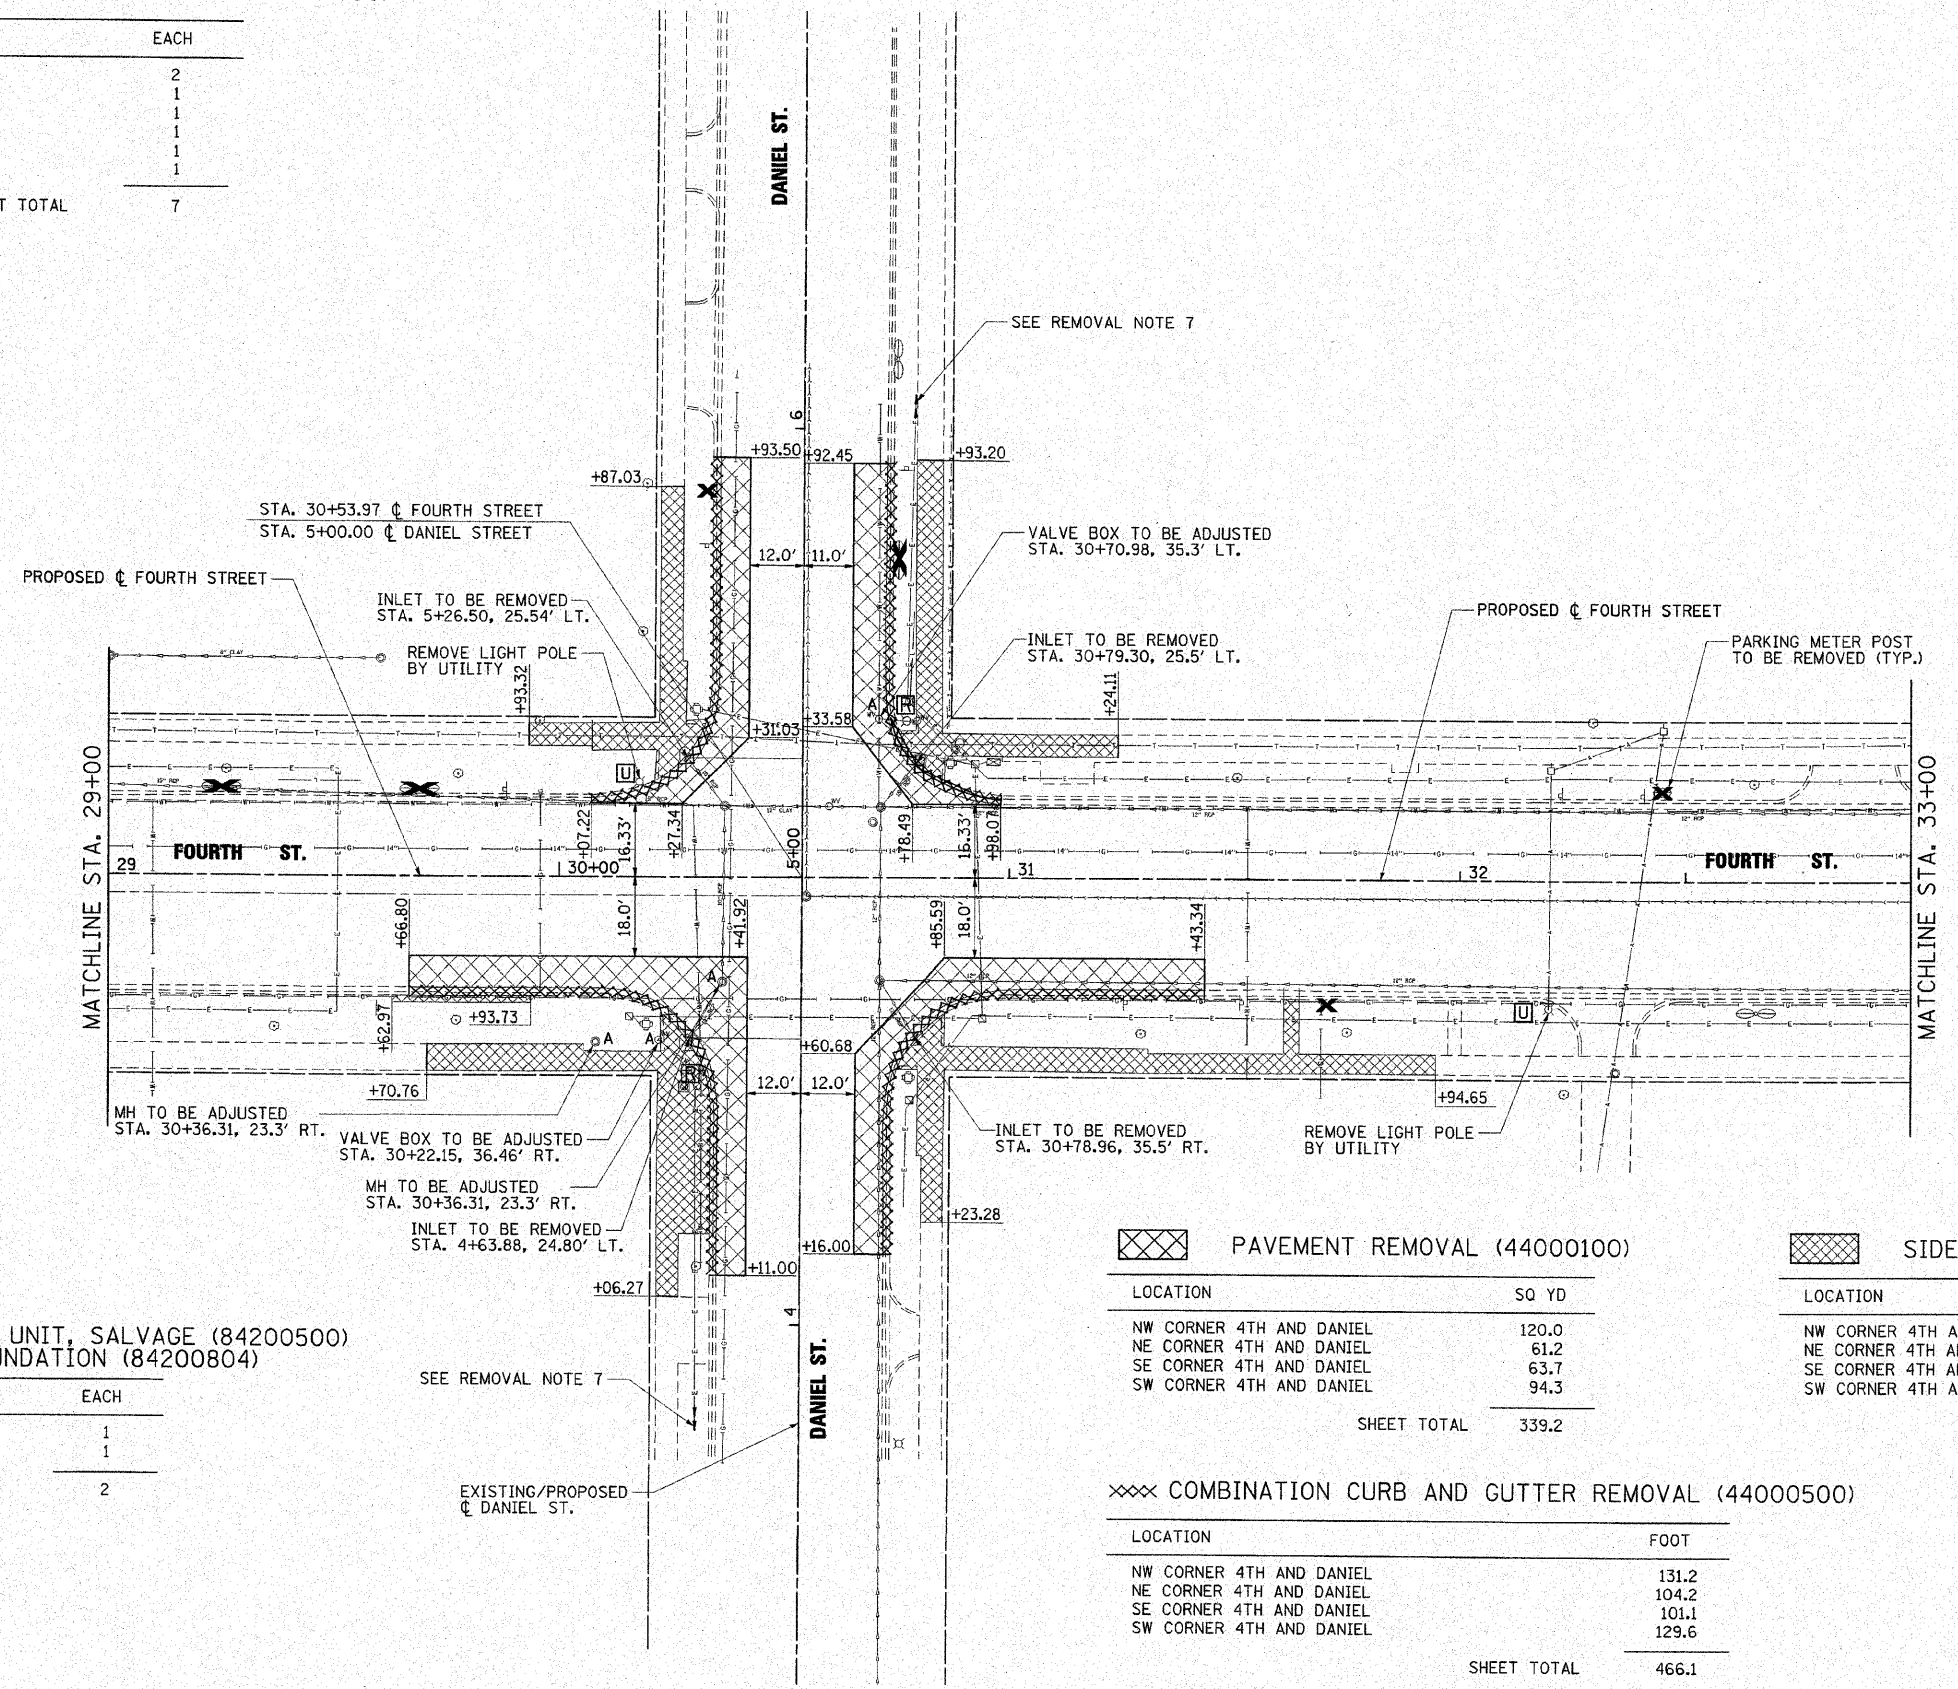 EACH
2
1
1
1
1
1
T TOTAL 7
DANIEL ST.
SEE REMOVAL NOTE 7
6
+93.50
+92.45
+93.20
+87.03
STA. 30+53.97 ℄ FOURTH STREET
STA. 5+00.00 ℄ DANIEL STREET
VALVE BOX TO BE ADJUSTED
STA. 30+70.98, 35.3' LT.
12.0'
11.0'
PROPOSED ℄ FOURTH STREET
INLET TO BE REMOVED
STA. 5+26.50, 25.54' LT.
PROPOSED ℄ FOURTH STREET
INLET TO BE REMOVED
STA. 30+79.30, 25.5' LT.
PARKING METER POST
TO BE REMOVED (TYP.)
REMOVE LIGHT POLE
BY UTILITY
+93.32
+24.11
+33.58
+31.03
A
R
U
MATCHLINE STA. 29+00
MATCHLINE STA. 33+00
+07.22
16.33'
+27.34
5+00
+78.49
16.33'
+98.07
FOURTH ST.
FOURTH ST.
29
30+00
31
32
+66.80
18.0'
+41.92
+85.59
18.0'
+43.34
A
+62.97
+93.73
U
A
A
+60.68
R
+70.76
12.0'
12.0'
+94.65
MH TO BE ADJUSTED
STA. 30+36.31, 23.3' RT.
VALVE BOX TO BE ADJUSTED
STA. 30+22.15, 36.46' RT.
INLET TO BE REMOVED
STA. 30+78.96, 35.5' RT.
REMOVE LIGHT POLE
BY UTILITY
MH TO BE ADJUSTED
STA. 30+36.31, 23.3' RT.
INLET TO BE REMOVED
STA. 4+63.88, 24.80' LT.
+23.28
+16.00
+11.00
+06.27
4
DANIEL ST.
SEE REMOVAL NOTE 7
EXISTING/PROPOSED
℄ DANIEL ST.
UNIT, SALVAGE (84200500)
NDATION (84200804)
EACH
1
1
2
PAVEMENT REMOVAL (44000100)
LOCATION SQ YD
NW CORNER 4TH AND DANIEL 120.0
NE CORNER 4TH AND DANIEL 61.2
SE CORNER 4TH AND DANIEL 63.7
SW CORNER 4TH AND DANIEL 94.3
SHEET TOTAL 339.2
SIDE
LOCATION
NW CORNER 4TH A
NE CORNER 4TH A
SE CORNER 4TH A
SW CORNER 4TH A
COMBINATION CURB AND GUTTER REMOVAL (44000500)
LOCATION FOOT
NW CORNER 4TH AND DANIEL 131.2
NE CORNER 4TH AND DANIEL 104.2
SE CORNER 4TH AND DANIEL 101.1
SW CORNER 4TH AND DANIEL 129.6
SHEET TOTAL 466.1